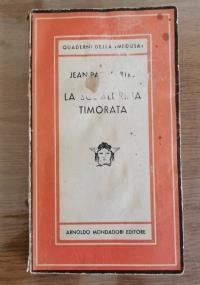 QUADERNI DELLA «MEDUSA»
JEAN
LA
TIMORATA
ARNOLDO MONDADORI EDITORE